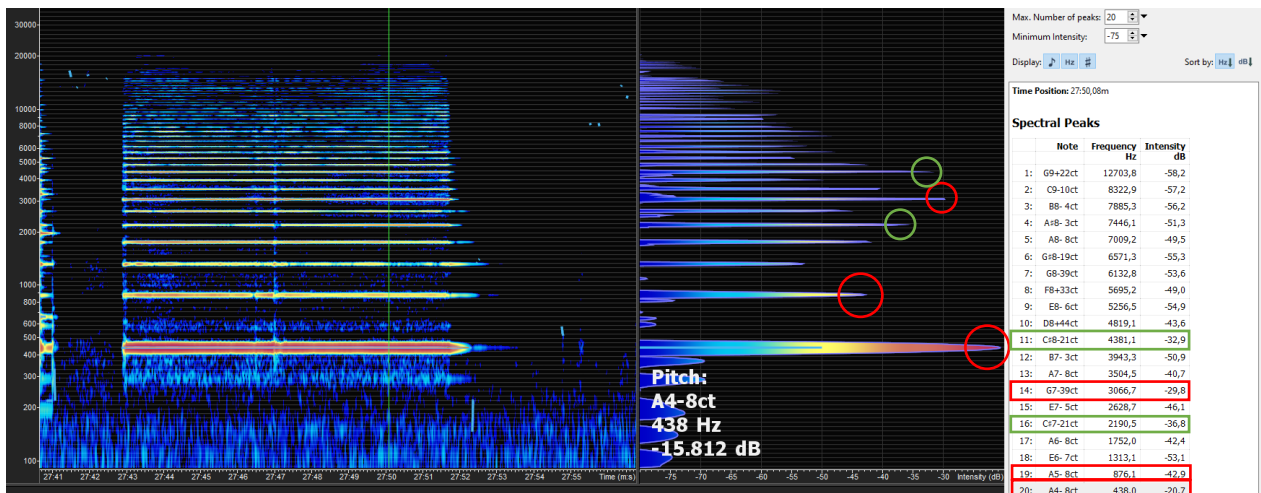 30000
20000
10000
8000
6000
5000
4000
3000
2000
1000
800
600
500
400
300
200
100
27:41 27:42 27:43 27:44 27:45 27:46 27:47 27:48 27:49 27:50 27:51 27:52 27:53 27:54 27:55 Time (m:s)
Pitch:
A4-8ct
438 Hz
-15.812 dB
-75 -70 -65 -60 -55 -50 -45 -40 -35 -30 Intensity (dB)
Max. Number of peaks: 20
Minimum Intensity: -75
Display: ♪ Hz # Sort by: Hz dB
Time Position: 27:50,08m
Spectral Peaks
Note Frequency Hz Intensity dB
1: G9+22ct 12703,8 -58,2
2: C9-10ct 8322,9 -57,2
3: B8- 4ct 7885,3 -56,2
4: A♯8- 3ct 7446,1 -51,3
5: A8- 8ct 7009,2 -49,5
6: G♯8-19ct 6571,3 -55,3
7: G8-39ct 6132,8 -53,6
8: F8+33ct 5695,2 -49,0
9: E8- 6ct 5256,5 -54,9
10: D8+44ct 4819,1 -43,6
11: C♯8-21ct 4381,1 -32,9
12: B7- 3ct 3943,3 -50,9
13: A7- 8ct 3504,5 -40,7
14: G7-39ct 3066,7 -29,8
15: E7- 5ct 2628,7 -46,1
16: C♯7-21ct 2190,5 -36,8
17: A6- 8ct 1752,0 -42,4
18: E6- 7ct 1313,1 -53,1
19: A5- 8ct 876,1 -42,9
20: A4- 8ct 438,0 -20,7